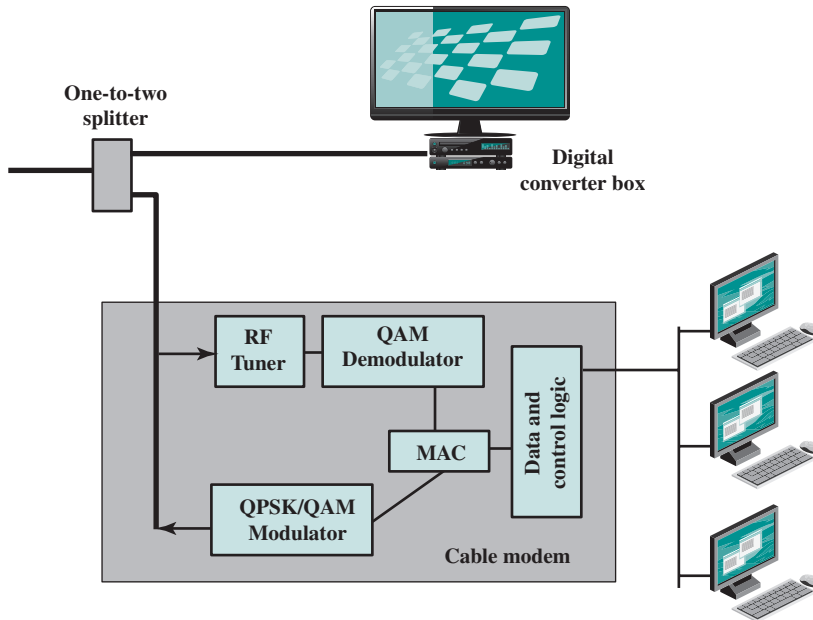 One-to-two
splitter
Digital
converter box
RF
Tuner
QAM
Demodulator
Data and
control logic
MAC
QPSK/QAM
Modulator
Cable modem